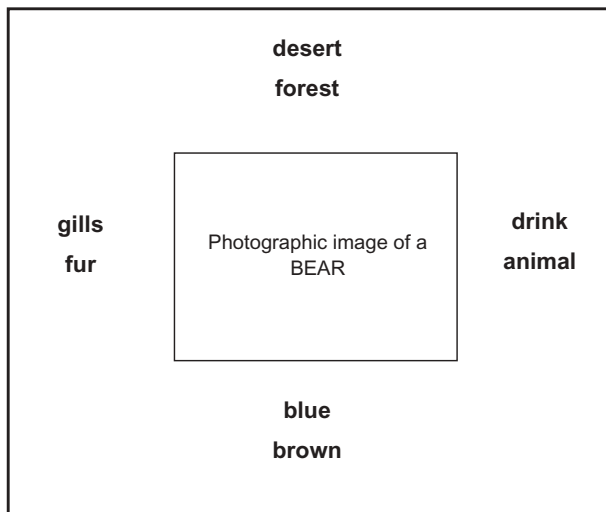 desert
forest
gills
fur
Photographic image of a
BEAR
drink
animal
blue
brown